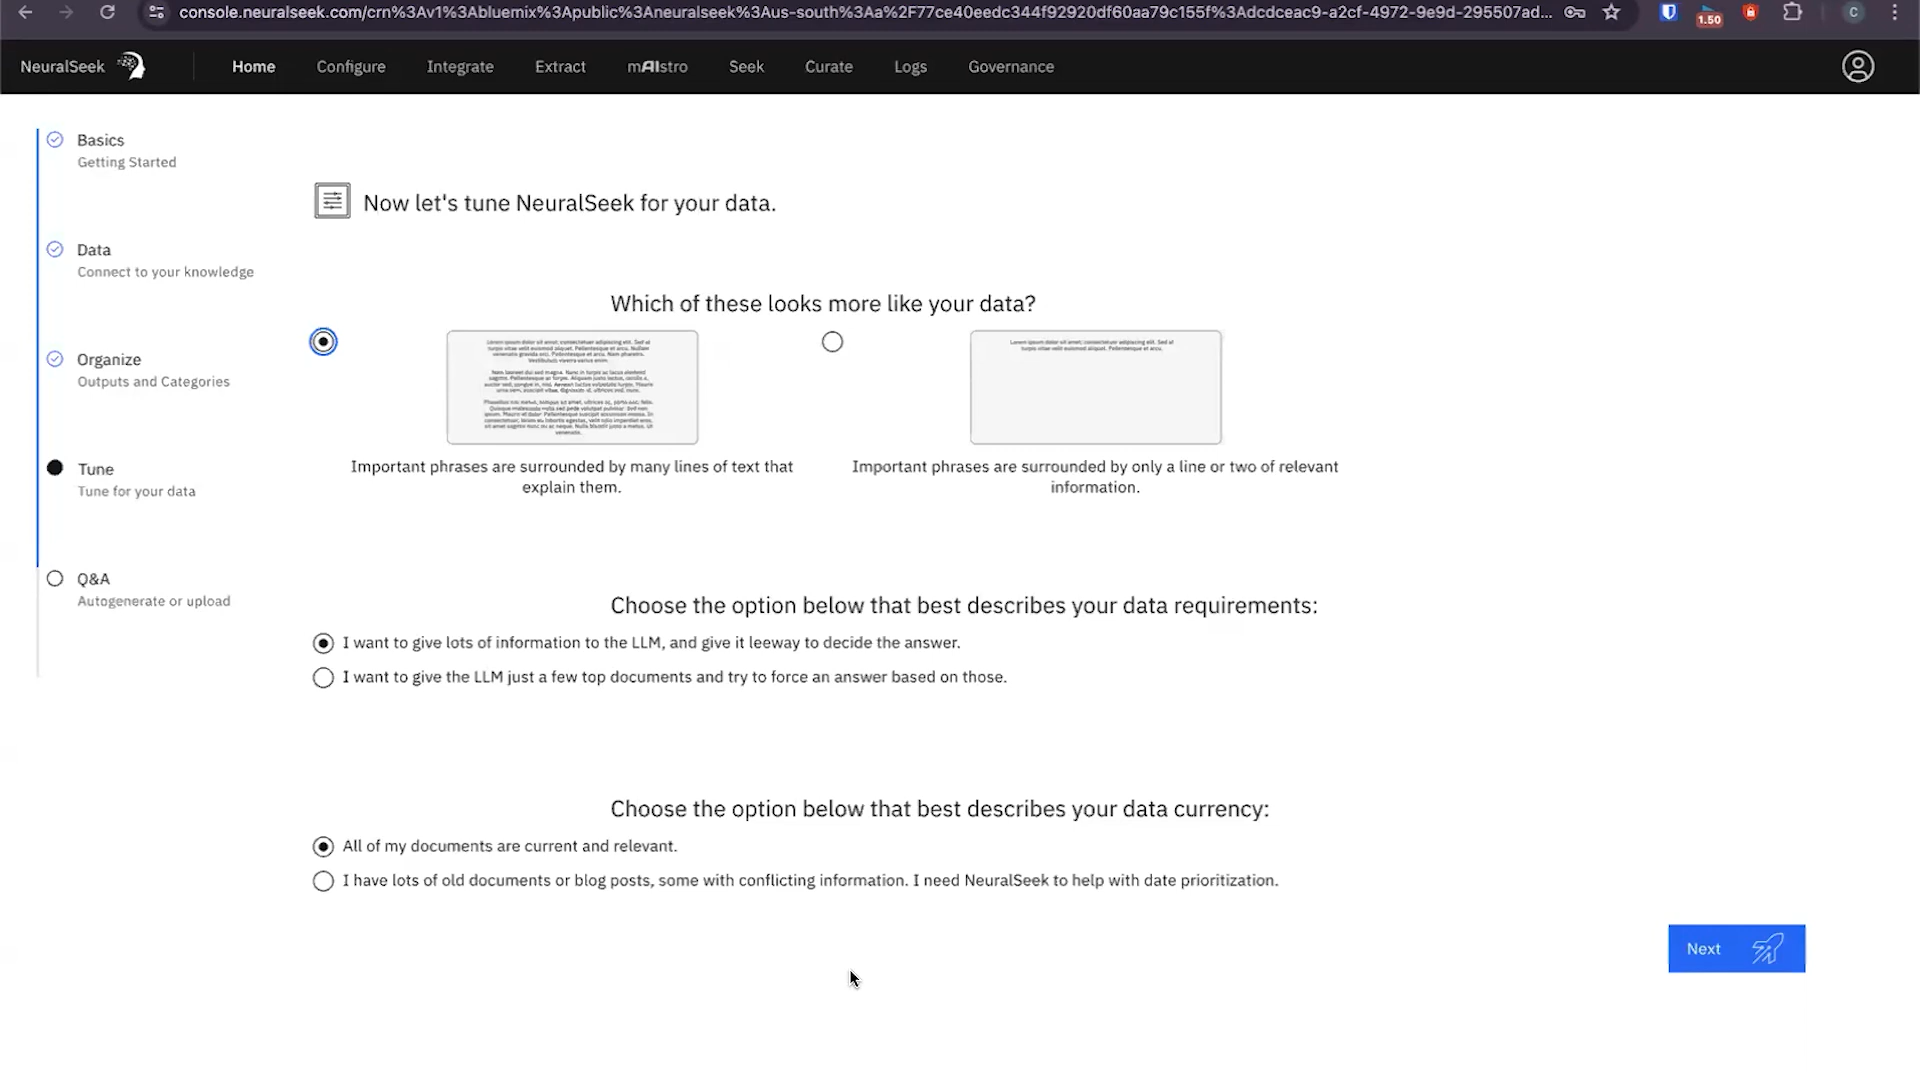 console.neuralseek.com/crn%3Av1%3Abluemix%3Apublic%3Aneuralseek%3Aus-south%3Aa%2F77ce40eedc344f92920df60aa79c155f%3Adcdceac9-a2cf-4972-9e9d-295507ad...
1.50
C
NeuralSeek
Home
Configure
Integrate
Extract
mAIstro
Seek
Curate
Logs
Governance
Basics
Getting Started
Data
Connect to your knowledge
Organize
Outputs and Categories
Tune
Tune for your data
Q&A
Autogenerate or upload
Now let's tune NeuralSeek for your data.
Which of these looks more like your data?
Important phrases are surrounded by many lines of text that
explain them.
Important phrases are surrounded by only a line or two of relevant
information.
Choose the option below that best describes your data requirements:
I want to give lots of information to the LLM, and give it leeway to decide the answer.
I want to give the LLM just a few top documents and try to force an answer based on those.
Choose the option below that best describes your data currency:
All of my documents are current and relevant.
I have lots of old documents or blog posts, some with conflicting information. I need NeuralSeek to help with date prioritization.
Next